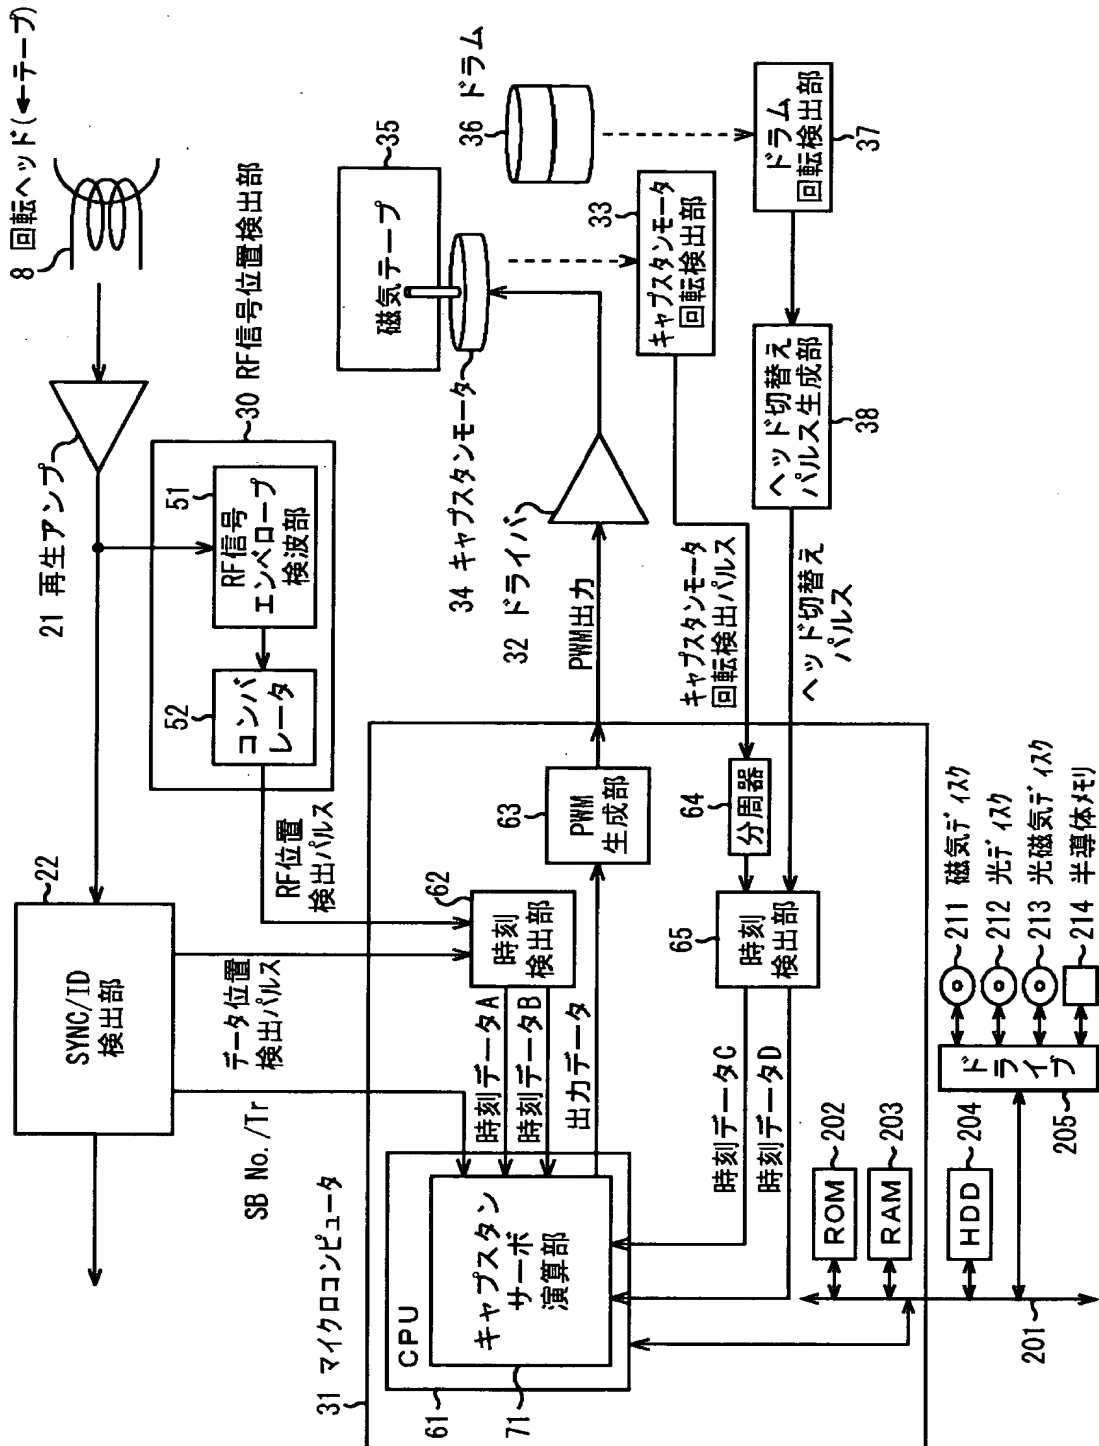 8 回転ヘッド(←テープ)
21 再生アンプ
22
SYNC/ID
検出部
30 RF信号位置検出部
51
RF信号
エンベロープ
検波部
52
コンパ
レータ
RF位置
検出パルス
データ位置
検出パルス
SB No./Tr
31 マイクロコンピュータ
61
CPU
71
キャプスタン
サーボ
演算部
62
時刻
検出部
時刻データA
時刻データB
出力データ
63
PWM
生成部
PWM出力
32 ドライバ
34 キャプスタンモータ
35
磁気テープ
36 ドラム
33
キャプスタンモータ
回転検出部
37
ドラム
回転検出部
38
ヘッド切替え
パルス生成部
キャプスタンモータ
回転検出パルス
ヘッド切替え
パルス
64
分周器
65
時刻
検出部
時刻データC
時刻データD
ROM
202
RAM
203
HDD
204
201
ドライブ
205
211 磁気ディスク
212 光ディスク
213 光磁気ディスク
214 半導体メモリ